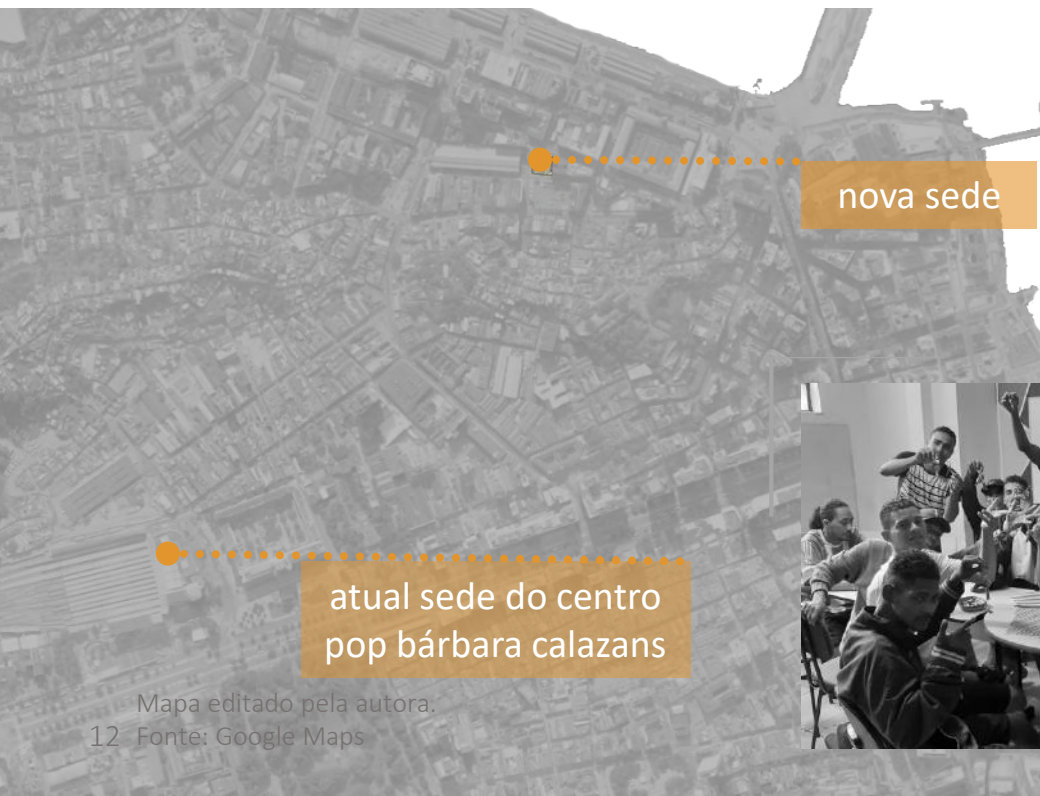 nova sede
atual sede do centro
pop bárbara calazans
Mapa editado pela autora.
12 Fonte: Google Maps